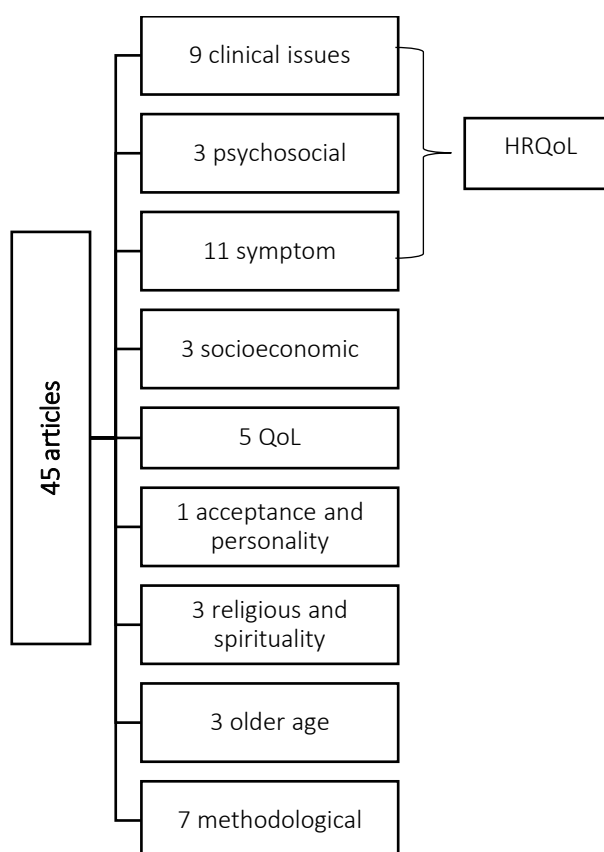 45 articles
9 clinical issues
3 psychosocial
11 symptom
3 socioeconomic
5 QoL
1 acceptance and
personality
3 religious and
spirituality
3 older age
7 methodological
HRQoL